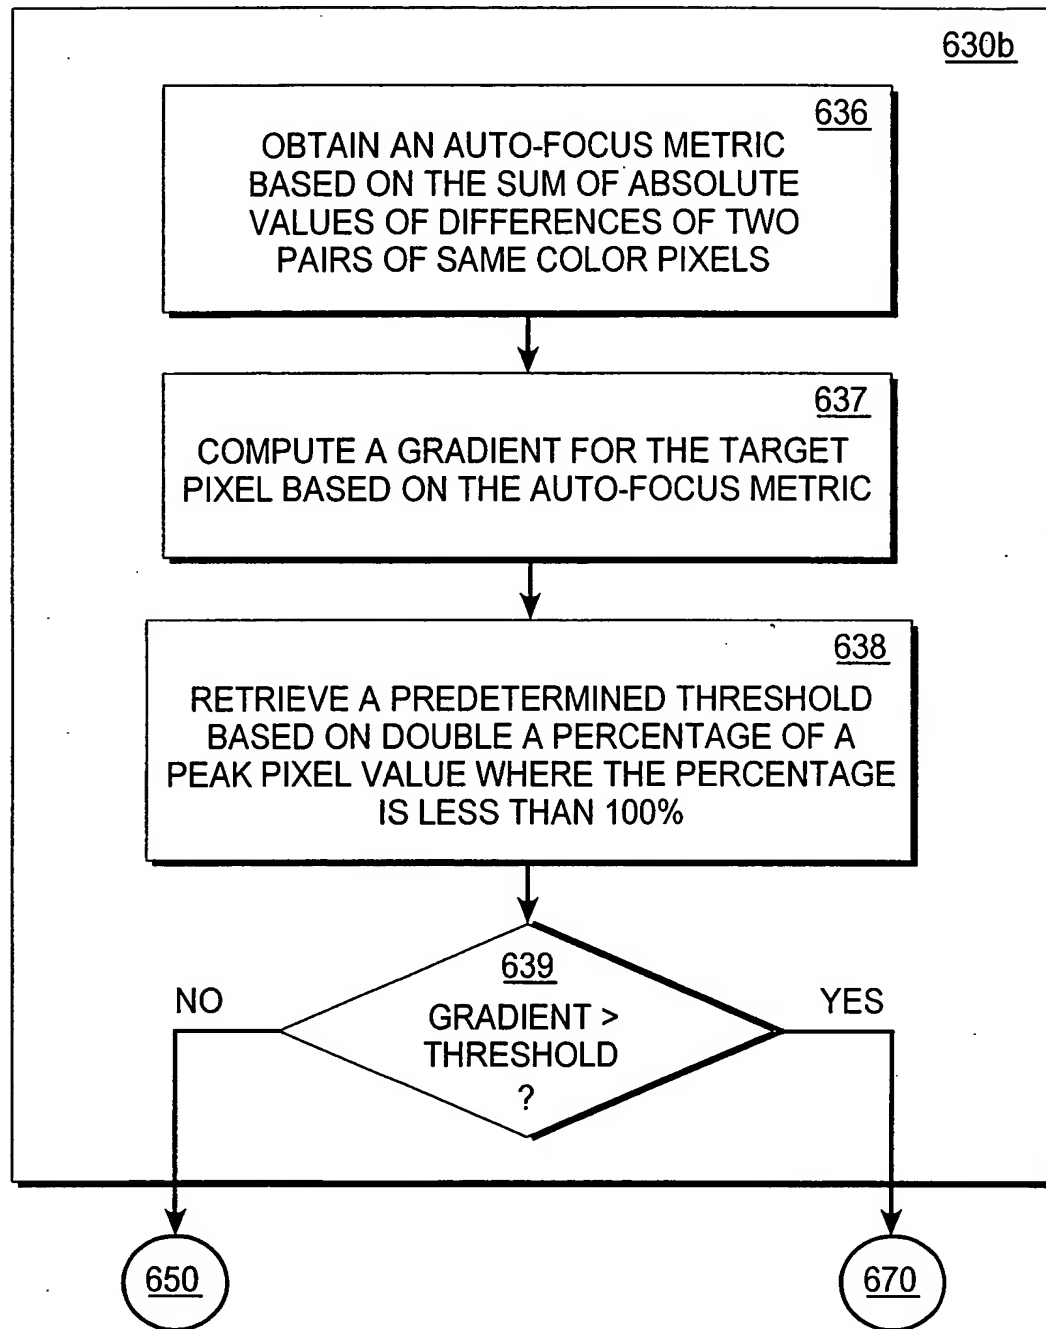 630b
636
OBTAIN AN AUTO-FOCUS METRIC
BASED ON THE SUM OF ABSOLUTE
VALUES OF DIFFERENCES OF TWO
PAIRS OF SAME COLOR PIXELS
637
COMPUTE A GRADIENT FOR THE TARGET
PIXEL BASED ON THE AUTO-FOCUS METRIC
638
RETRIEVE A PREDETERMINED THRESHOLD
BASED ON DOUBLE A PERCENTAGE OF A
PEAK PIXEL VALUE WHERE THE PERCENTAGE
IS LESS THAN 100%
639
NO
YES
GRADIENT >
THRESHOLD
?
650
670